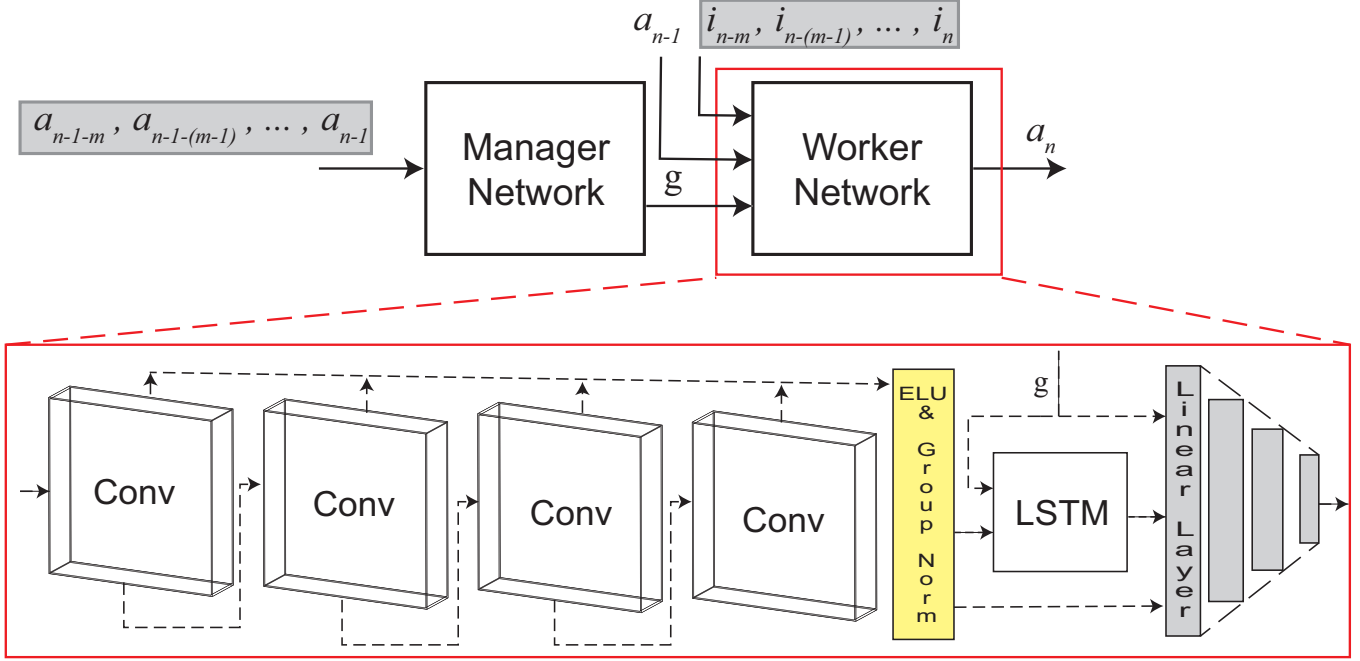 a_{n-1} i_{n-m}, i_{n-(m-1)}, ... , i_n
a_{n-1-m} , a_{n-1-(m-1)} , ... , a_{n-1}
Manager
Network
g
Worker
Network
a_n
Conv
Conv
Conv
Conv
ELU
& Group Norm
g
LSTM
Linear Layer